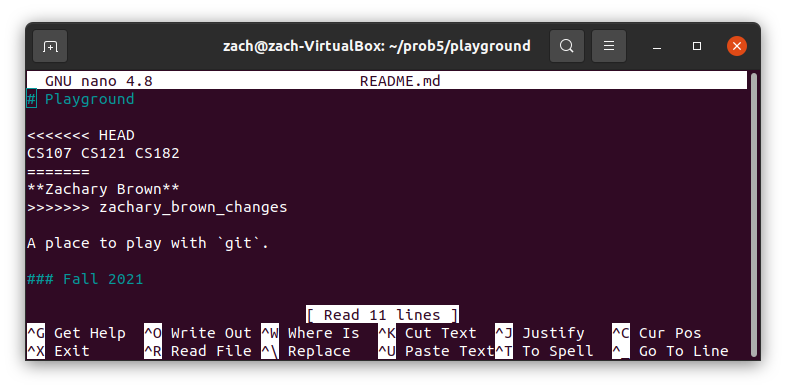 zach@zach-VirtualBox: ~/prob5/playground
GNU nano 4.8 README.md
# Playground
<<<<<<< HEAD
CS107 CS121 CS182
=======
**Zachary Brown**
>>>>>>> zachary_brown_changes
A place to play with `git`.
### Fall 2021
[ Read 11 lines ]
^G Get Help ^O Write Out ^W Where Is ^K Cut Text ^J Justify ^C Cur Pos
^X Exit ^R Read File ^\ Replace ^U Paste Text ^T To Spell ^_ Go To Line